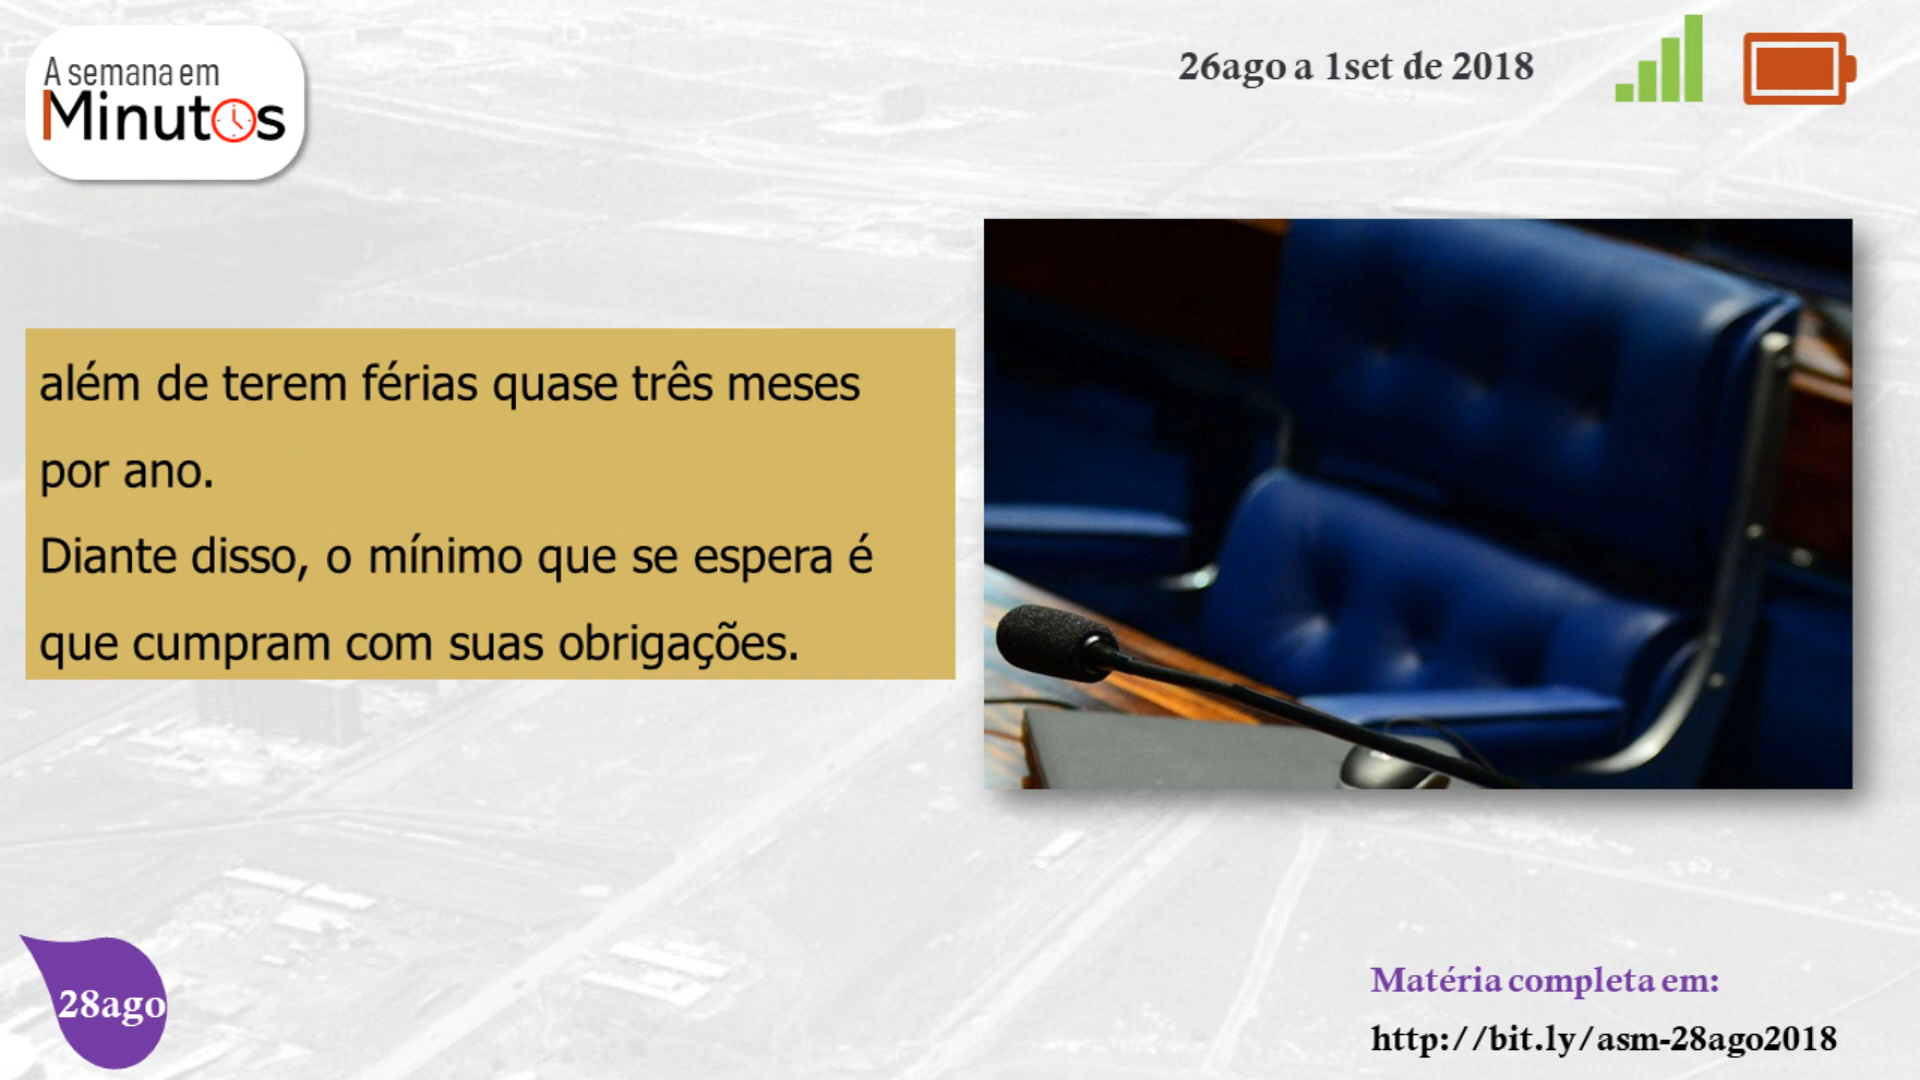 A semana em
Minutos
26ago a 1set de 2018
além de terem férias quase três meses
por ano.
Diante disso, o mínimo que se espera é
que cumpram com suas obrigações.
28ago
Matéria completa em:
http://bit.ly/asm-28ago2018